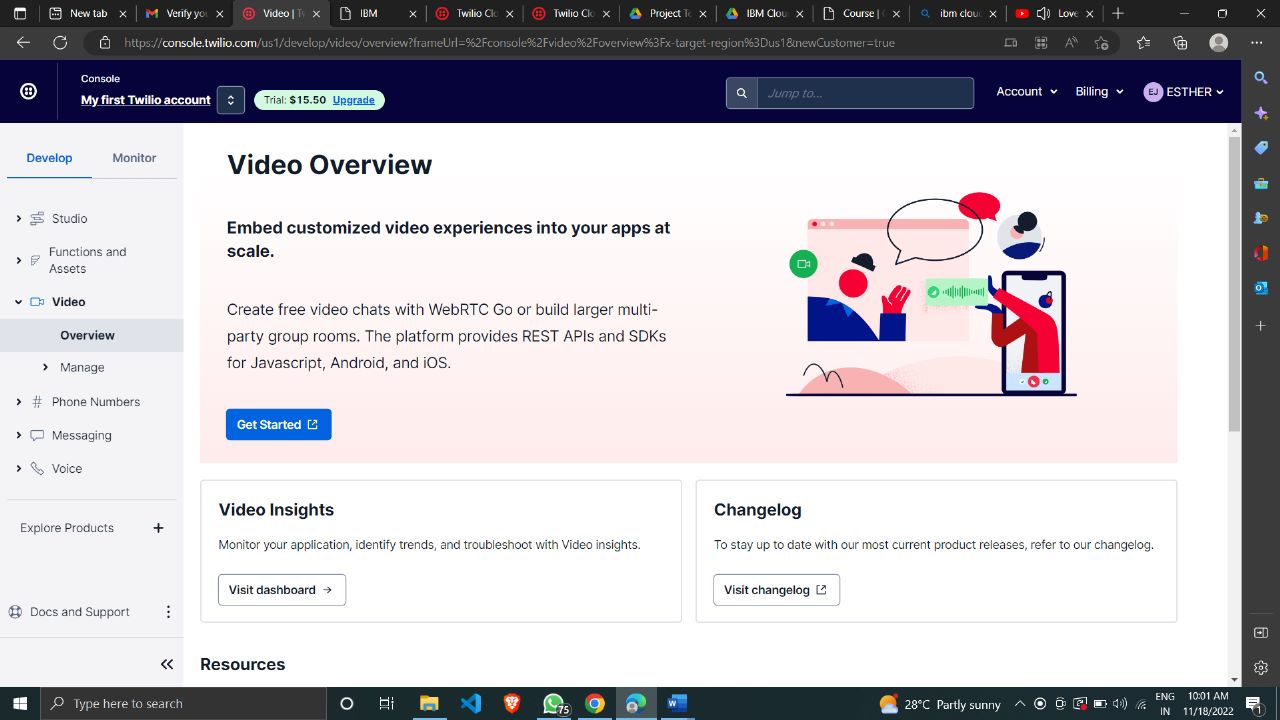 New tab
Verify you
Video | Tw
IBM
Twilio Clo
Twilio Clo
Project Te
IBM Clou
Course | C
ibm cloud
Love
https://console.twilio.com/us1/develop/video/overview?frameUrl=%2Fconsole%2Fvideo%2Foverview%3Fx-target-region%3Dus1&newCustomer=true
Console
My first Twilio account
Trial: $15.50 Upgrade
Jump to...
Account
Billing
EJ ESTHER
Develop
Monitor
Studio
Functions and
Assets
Video
Overview
Manage
Phone Numbers
Messaging
Voice
Explore Products
Docs and Support
Video Overview
Embed customized video experiences into your apps at
scale.
Create free video chats with WebRTC Go or build larger multi-
party group rooms. The platform provides REST APIs and SDKs
for Javascript, Android, and iOS.
Get Started
Video Insights
Monitor your application, identify trends, and troubleshoot with Video insights.
Visit dashboard
Changelog
To stay up to date with our most current product releases, refer to our changelog.
Visit changelog
Resources
Type here to search
75
28°C Partly sunny
ENG
IN
10:01 AM
11/18/2022
1